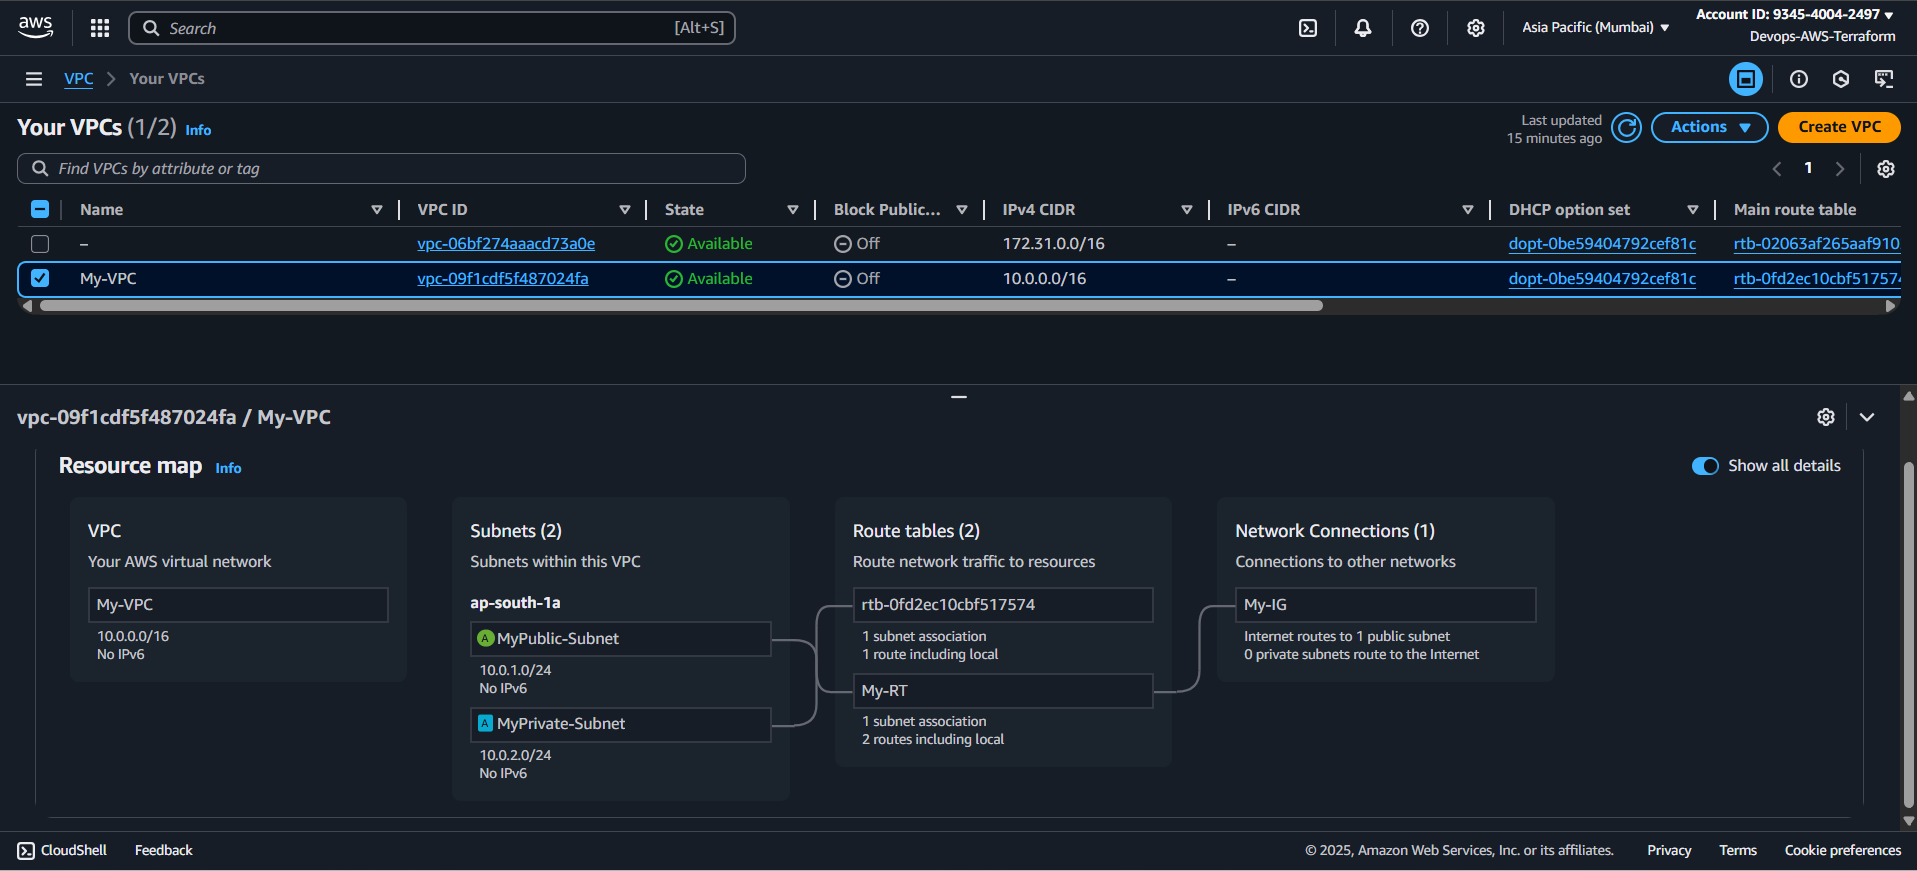 aws
Search [Alt+S]
Asia Pacific (Mumbai)
Account ID: 9345-4004-2497
Devops-AWS-Terraform
VPC
Your VPCs
Your VPCs (1/2) Info
Last updated
15 minutes ago
Actions
Create VPC
Find VPCs by attribute or tag
1
Name VPC ID State Block Public... IPv4 CIDR IPv6 CIDR DHCP option set Main route table
– vpc-06bf274aaacd73a0e Available Off 172.31.0.0/16 – dopt-0be59404792cef81c rtb-02063af265aaf910
My-VPC vpc-09f1cdf5f487024fa Available Off 10.0.0.0/16 – dopt-0be59404792cef81c rtb-0fd2ec10cbf517574
vpc-09f1cdf5f487024fa / My-VPC
Resource map Info
Show all details
VPC
Your AWS virtual network
My-VPC
10.0.0.0/16
No IPv6
Subnets (2)
Subnets within this VPC
ap-south-1a
A MyPublic-Subnet
10.0.1.0/24
No IPv6
A MyPrivate-Subnet
10.0.2.0/24
No IPv6
Route tables (2)
Route network traffic to resources
rtb-0fd2ec10cbf517574
1 subnet association
1 route including local
My-RT
1 subnet association
2 routes including local
Network Connections (1)
Connections to other networks
My-IG
Internet routes to 1 public subnet
0 private subnets route to the Internet
CloudShell Feedback
© 2025, Amazon Web Services, Inc. or its affiliates. Privacy Terms Cookie preferences